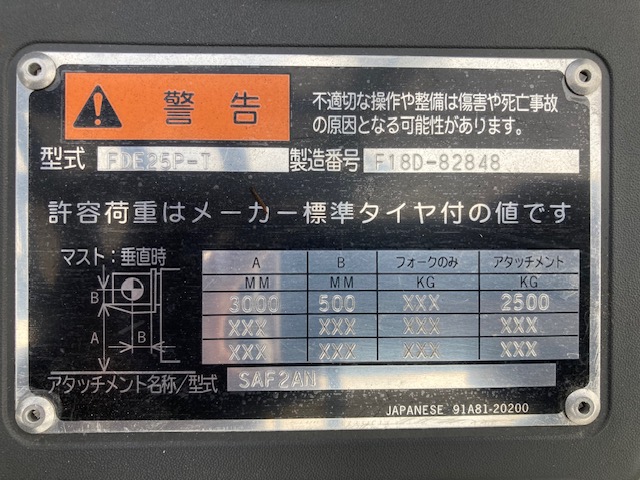 警告
不適切な操作や整備は傷害や死亡事故
の原因となる可能性があります。
型式 FDE25P-T 製造番号 F18D-82848
許容荷重はメーカー標準タイヤ付の値です
マスト:垂直時
A B フォークのみ アタッチメント
MM MM KG KG
3000 500 XXX 2500
XXX XXX XXX XXX
XXX XXX XXX XXX
B
A
B
アタッチメント名称/型式 SAF2AN
JAPANESE 91A81-20200